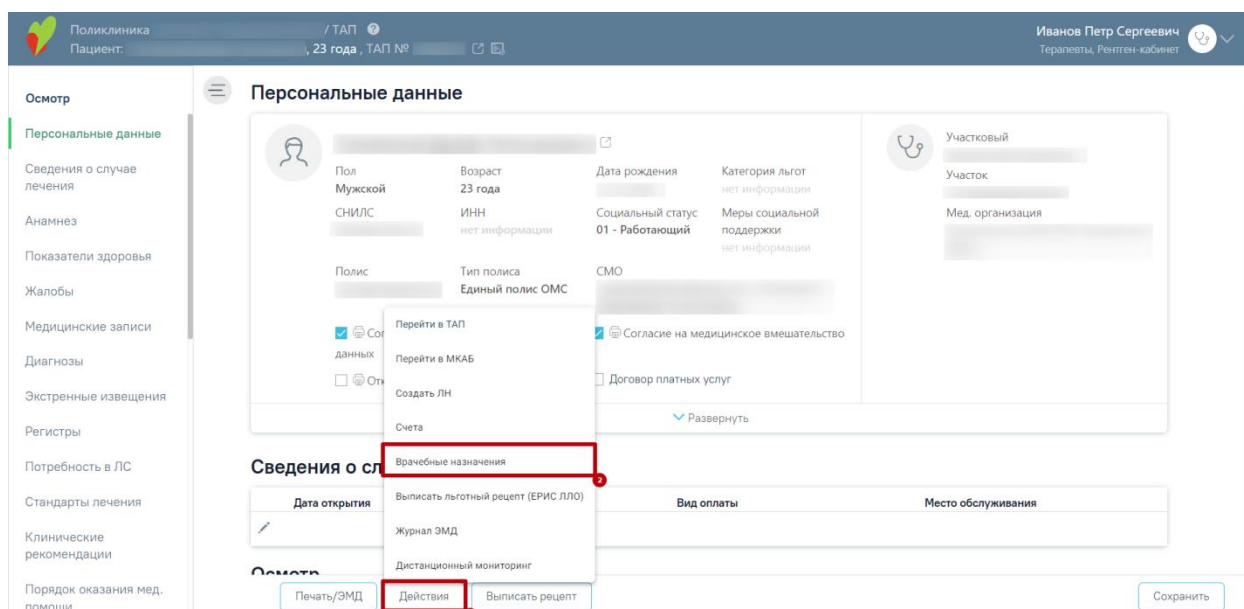 Поликлиника / ТАП
Пациент: , 23 года , ТАП №
Иванов Петр Сергеевич
Терапевты, Рентген-кабинет
Осмотр
Персональные данные
Сведения о случае
лечения
Анамнез
Показатели здоровья
Жалобы
Медицинские записи
Диагнозы
Экстренные извещения
Регистры
Потребность в ЛС
Стандарты лечения
Клинические
рекомендации
Порядок оказания мед.
помощи
Персональные данные
Пол Возраст Дата рождения Категория льгот
Мужской 23 года нет информации
СНИЛС ИНН Социальный статус Меры социальной
нет информации 01 - Работающий поддержки
нет информации
Полис Тип полиса СМО
Единый полис ОМС
Согласие на медицинское вмешательство
данных
Договор платных услуг
Развернуть
Участковый
Участок
Мед. организация
Перейти в ТАП
Перейти в МКАБ
Создать ЛН
Счета
Врачебные назначения
2
Выписать льготный рецепт (ЕРИС ЛЛО)
Журнал ЭМД
Дистанционный мониторинг
Сведения о сл
Дата открытия Вид оплаты Место обслуживания
Осмотр
Печать/ЭМД Действия Выписать рецепт Сохранить